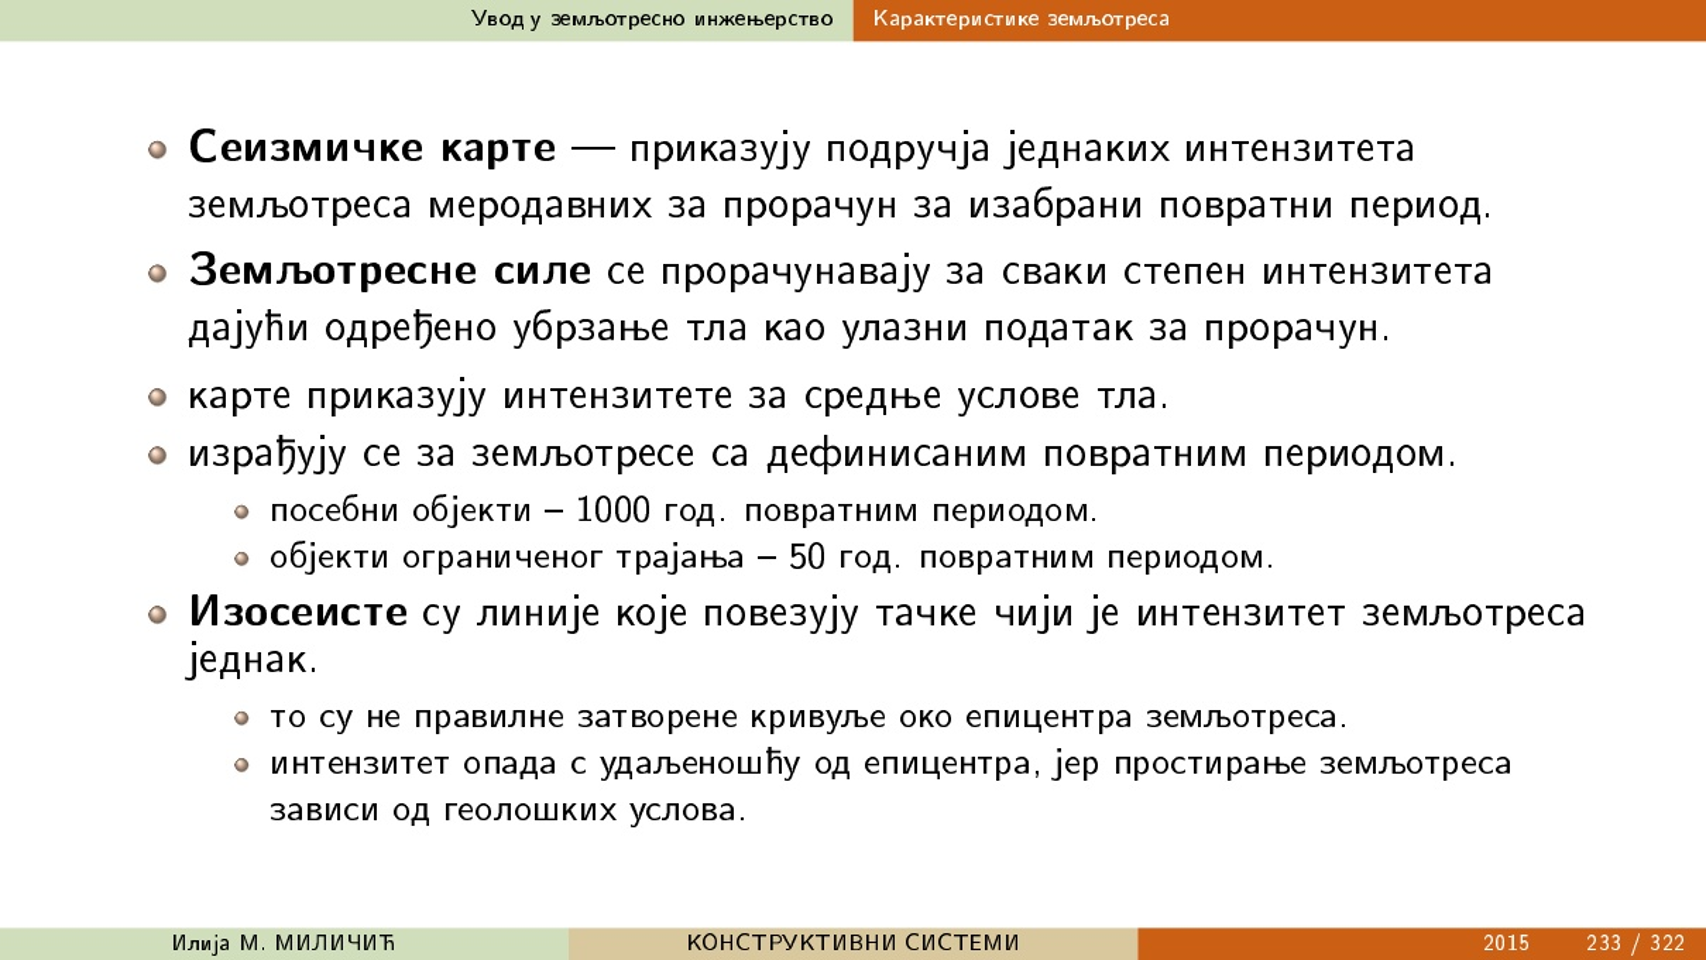 Увод у земљотресно инжењерство Карактеристике земљотреса
Сеизмичке карте — приказују подручја једнаких интензитета
земљотреса меродавних за прорачун за изабрани повратни период.
Земљотресне силе се прорачунавају за сваки степен интензитета
дајући одређено убрзање тла као улазни податак за прорачун.
карте приказују интензитете за средње услове тла.
израђују се за земљотресе са дефинисаним повратним периодом.
посебни објекти – 1000 год. повратним периодом.
објекти ограниченог трајања – 50 год. повратним периодом.
Изосеисте су линије које повезују тачке чији је интензитет земљотреса
једнак.
то су не правилне затворене кривуље око епицентра земљотреса.
интензитет опада с удаљеношћу од епицентра, јер простирање земљотреса
зависи од геолошких услова.
Илија М. МИЛИЧИЋ КОНСТРУКТИВНИ СИСТЕМИ 2015 233 / 322